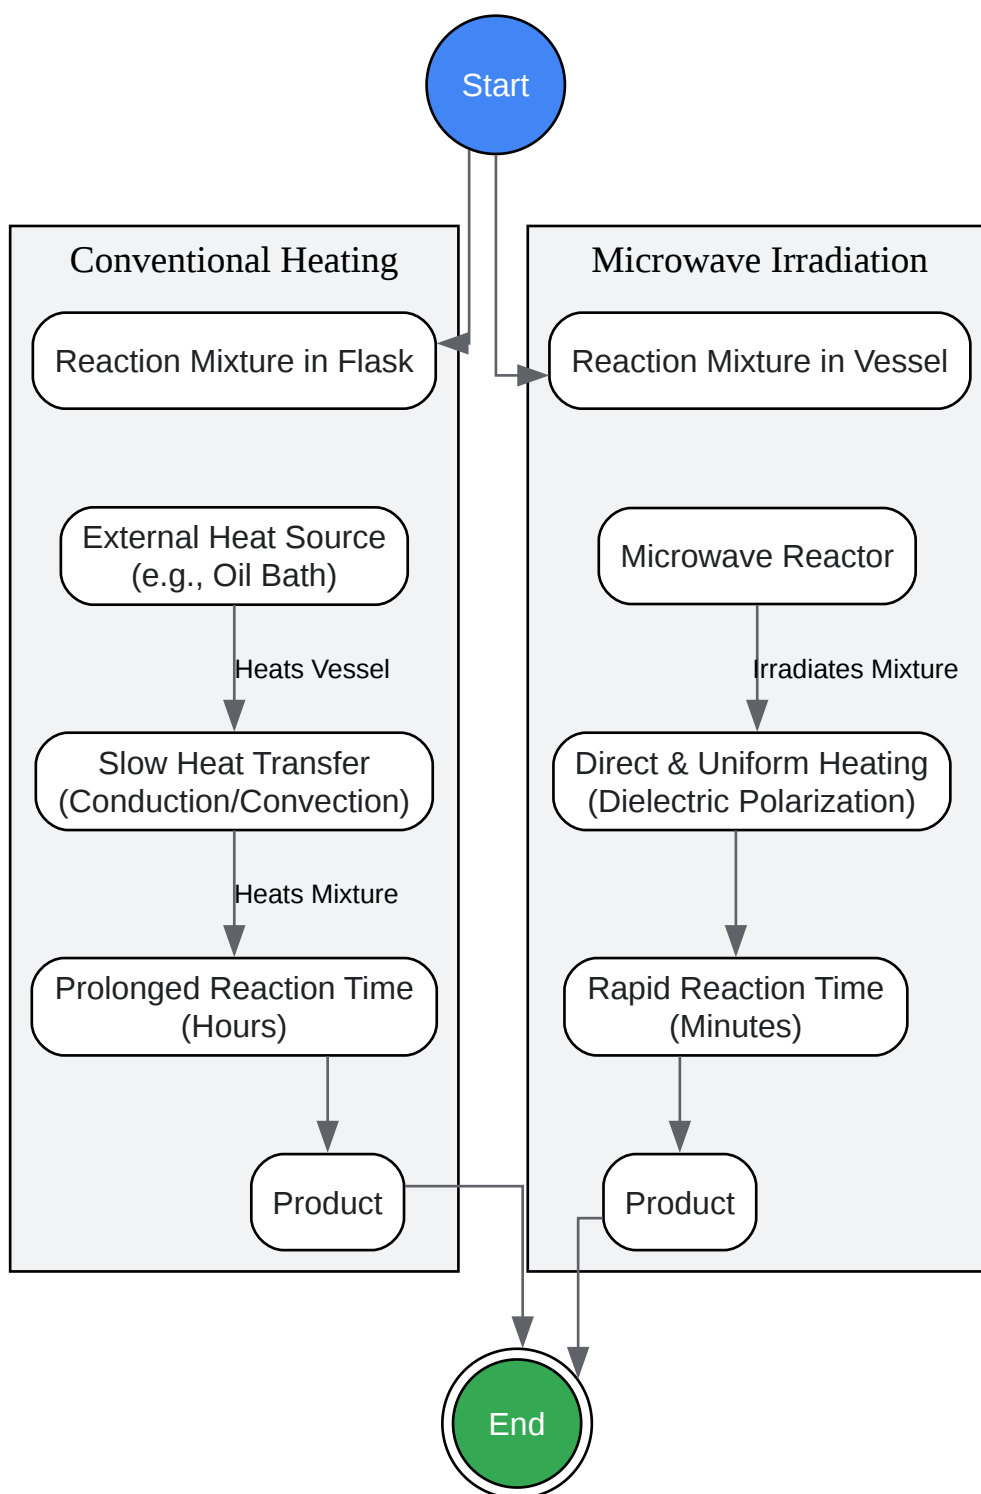 Start
Conventional Heating
Reaction Mixture in Flask
External Heat Source
(e.g., Oil Bath)
Heats Vessel
Slow Heat Transfer
(Conduction/Convection)
Heats Mixture
Prolonged Reaction Time
(Hours)
Product
Microwave Irradiation
Reaction Mixture in Vessel
Microwave Reactor
Irradiates Mixture
Direct & Uniform Heating
(Dielectric Polarization)
Rapid Reaction Time
(Minutes)
Product
End